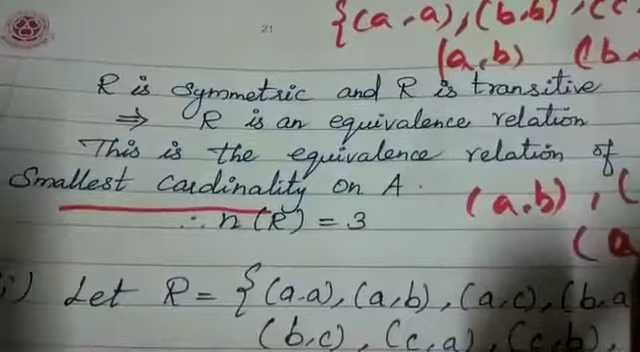 21
{(a,a), (b,b), (c
(a,b) (b
R is symmetric and R is transitive
⇒ R is an equivalence relation
This is the equivalence relation of
Smallest cardinality on A.
(a,b), (
∴ n(R) = 3
(a
i) Let R = {(a.a), (a,b), (a,c), (b.a
(b,c), (c,a), (c,b),